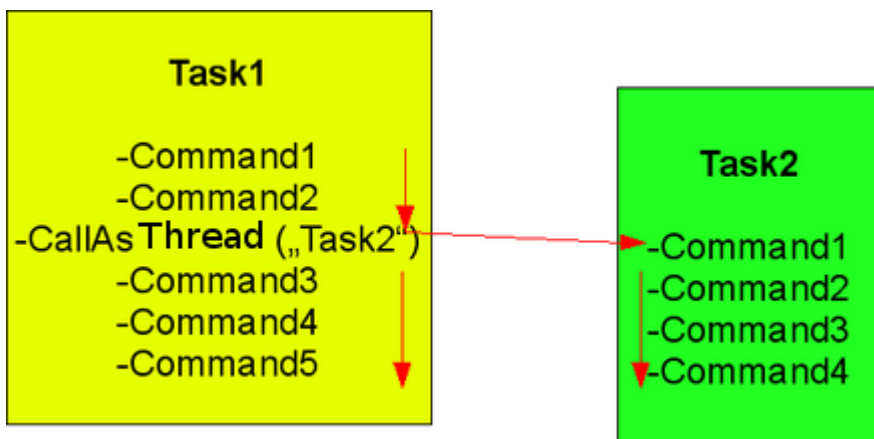 Task1
-Command1
-Command2
-CallAsThread („Task2“)
-Command3
-Command4
-Command5
Task2
-Command1
-Command2
-Command3
-Command4